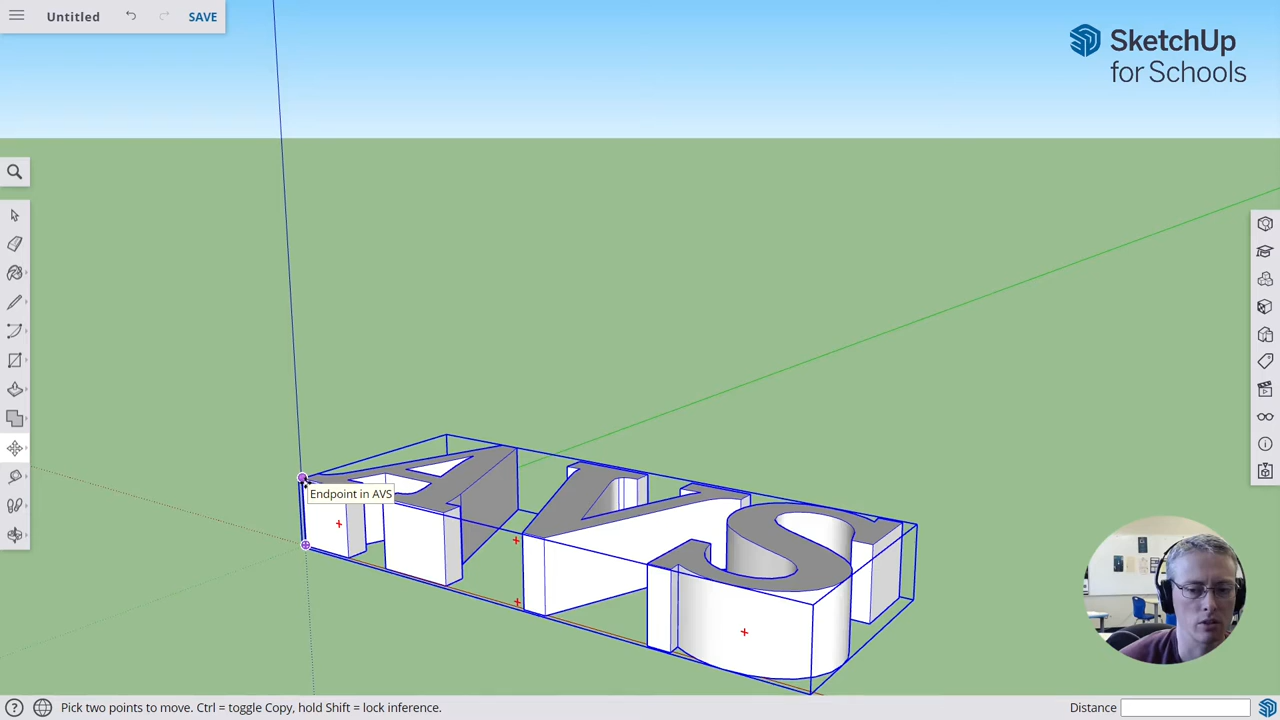 Untitled SAVE
SketchUp
for Schools
Endpoint in AVS
AVS
Pick two points to move. Ctrl = toggle Copy, hold Shift = lock inference.
Distance